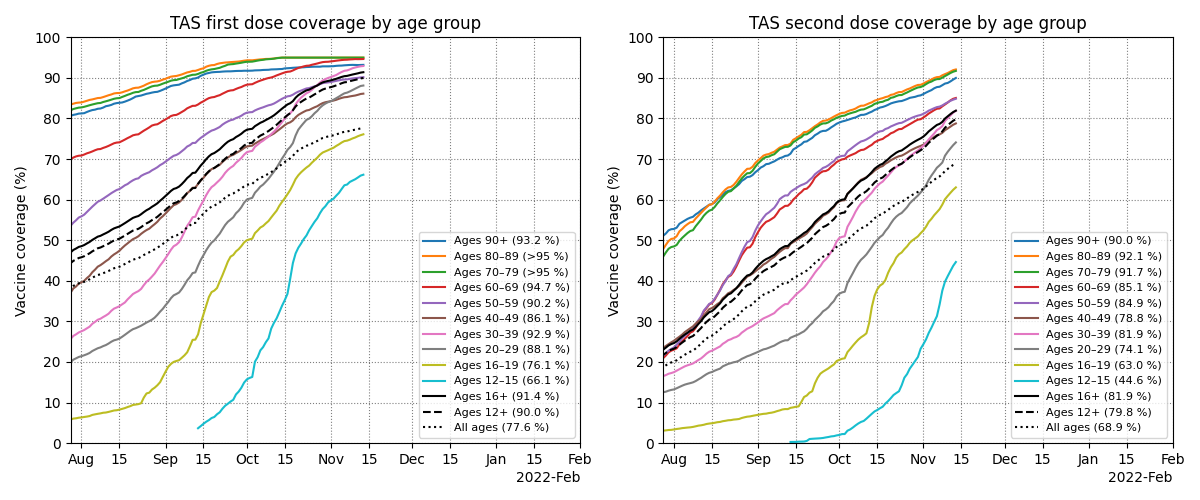 TAS first dose coverage by age group
Vaccine coverage (%)
100
90
80
70
60
50
40
30
20
10
0
Aug 15 Sep 15 Oct 15 Nov 15 Dec 15 Jan 15 Feb
2022-Feb
Ages 90+ (93.2 %)
Ages 80–89 (>95 %)
Ages 70–79 (>95 %)
Ages 60–69 (94.7 %)
Ages 50–59 (90.2 %)
Ages 40–49 (86.1 %)
Ages 30–39 (92.9 %)
Ages 20–29 (88.1 %)
Ages 16–19 (76.1 %)
Ages 12–15 (66.1 %)
Ages 16+ (91.4 %)
Ages 12+ (90.0 %)
All ages (77.6 %)
TAS second dose coverage by age group
Vaccine coverage (%)
100
90
80
70
60
50
40
30
20
10
0
Aug 15 Sep 15 Oct 15 Nov 15 Dec 15 Jan 15 Feb
2022-Feb
Ages 90+ (90.0 %)
Ages 80–89 (92.1 %)
Ages 70–79 (91.7 %)
Ages 60–69 (85.1 %)
Ages 50–59 (84.9 %)
Ages 40–49 (78.8 %)
Ages 30–39 (81.9 %)
Ages 20–29 (74.1 %)
Ages 16–19 (63.0 %)
Ages 12–15 (44.6 %)
Ages 16+ (81.9 %)
Ages 12+ (79.8 %)
All ages (68.9 %)